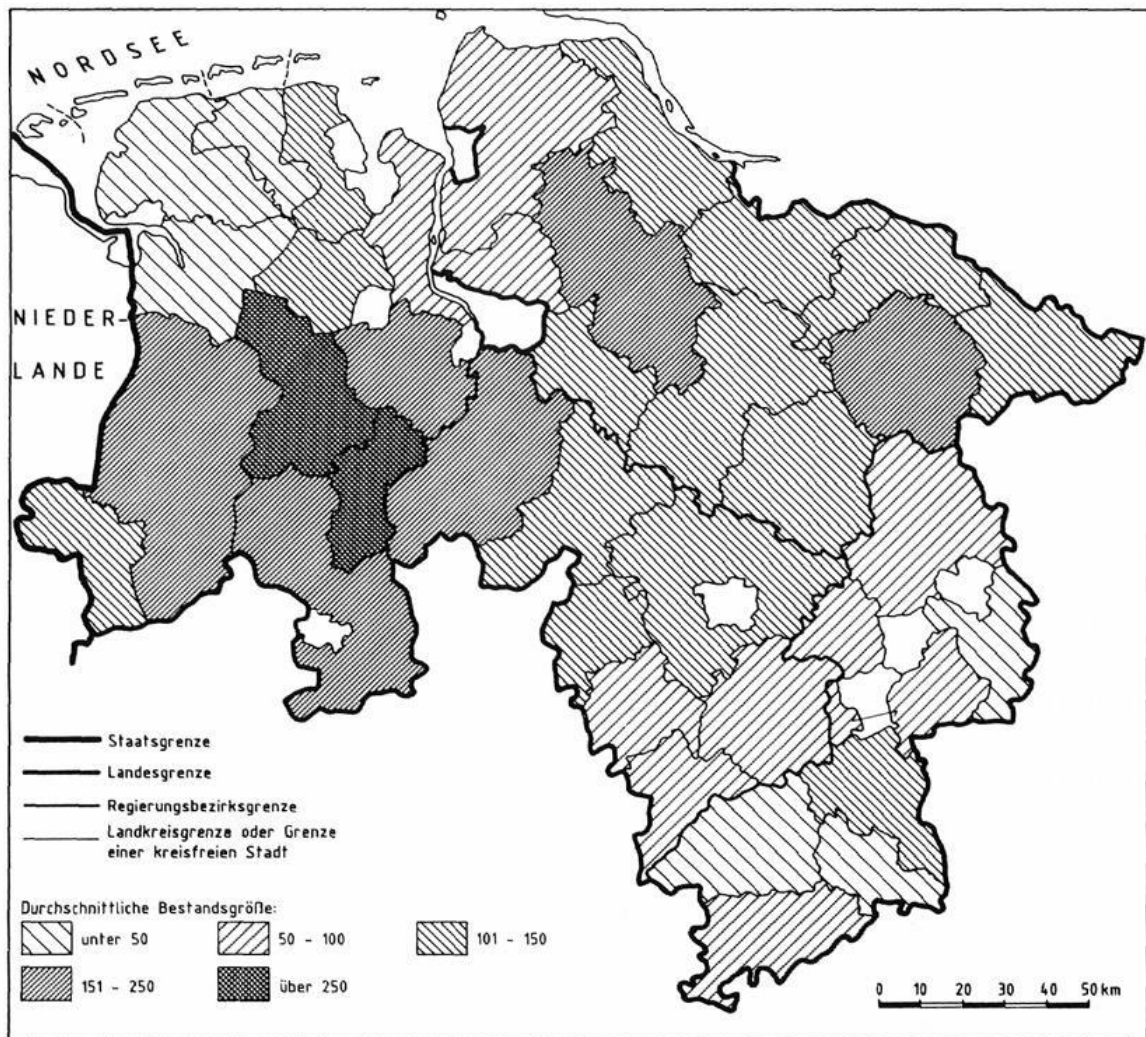 NORDSEE
NIEDER-
LANDE
Staatsgrenze
Landesgrenze
Regierungsbezirksgrenze
Landkreisgrenze oder Grenze
einer kreisfreien Stadt
Durchschnittliche Bestandsgröße:
unter 50
50 - 100
101 - 150
151 - 250
über 250
0 10 20 30 40 50 km